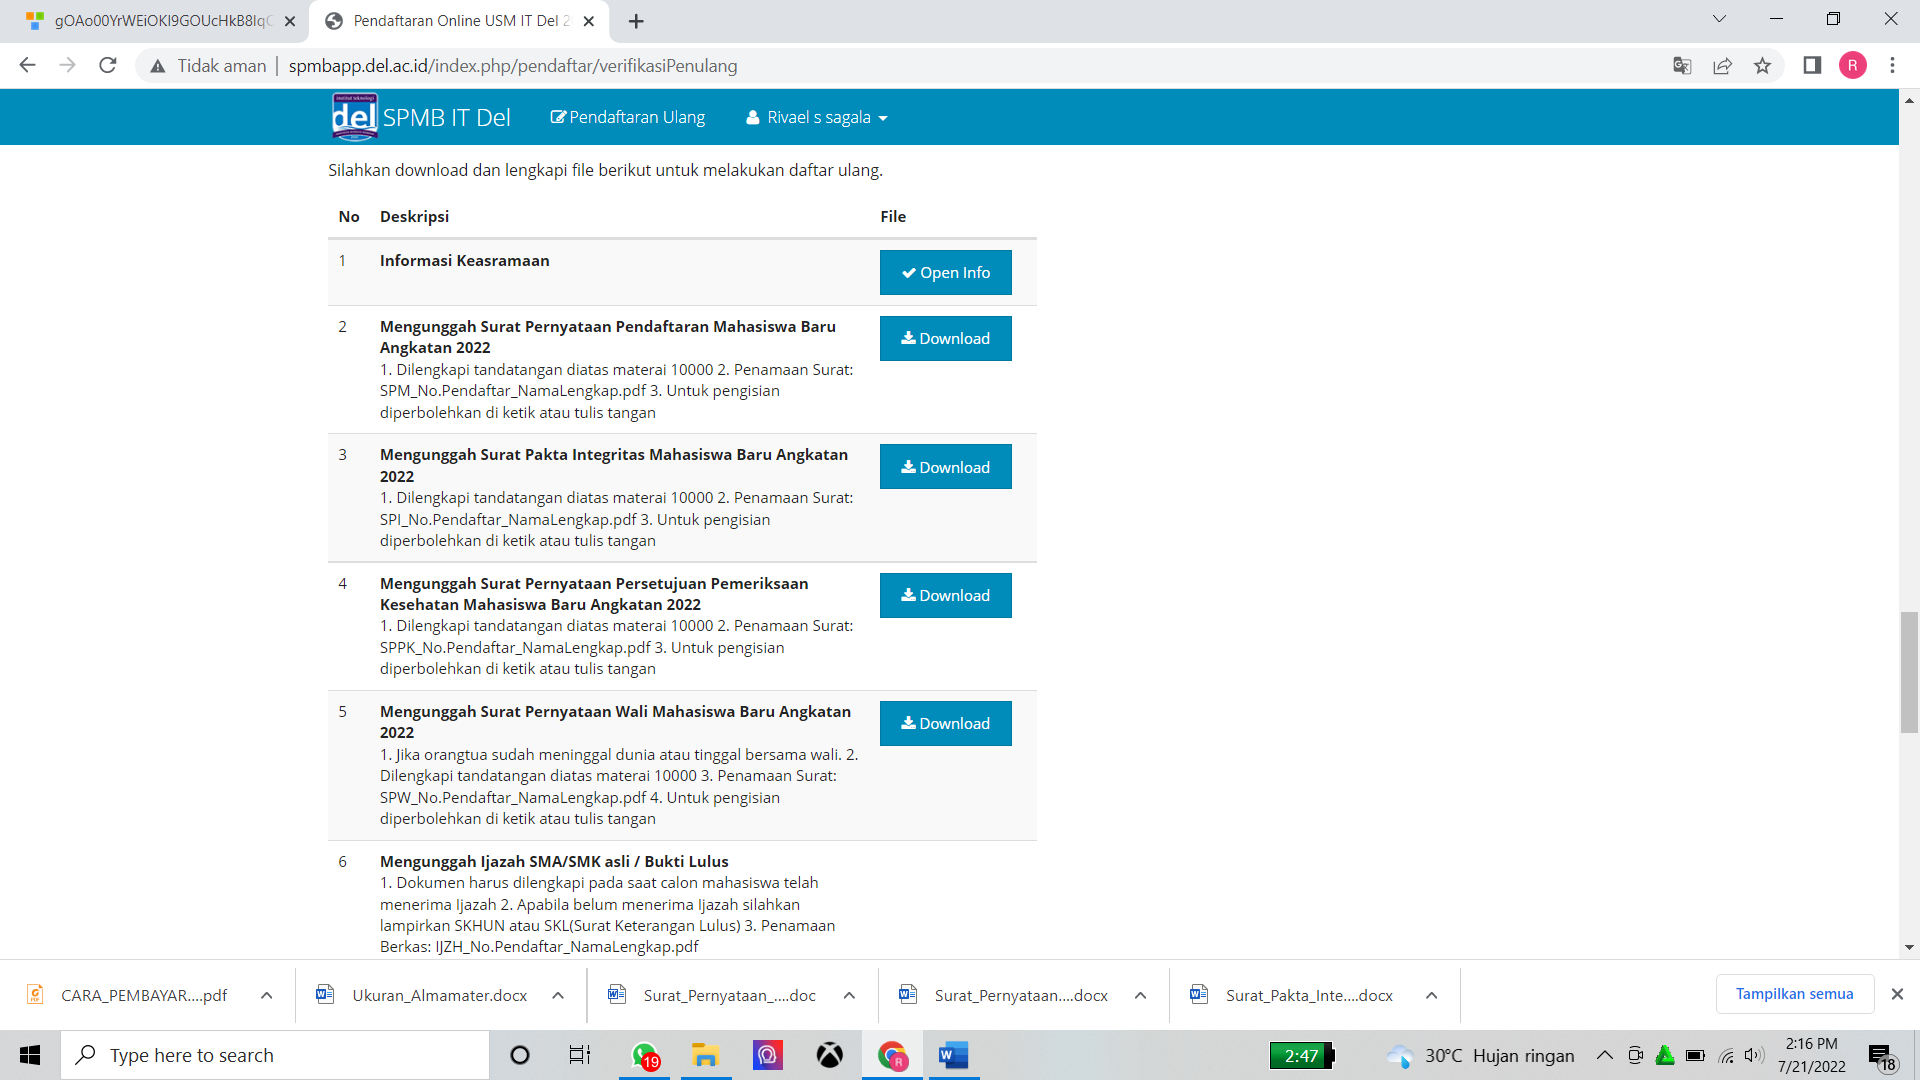 gOAo00YrWEiOKI9GOUcHkB8Iq
Pendaftaran Online USM IT Del 2
Tidak aman
spmbapp.del.ac.id/index.php/pendaftar/verifikasiPenulang
R
del
SPMB IT Del
Pendaftaran Ulang
Rivael s sagala
Silahkan download dan lengkapi file berikut untuk melakukan daftar ulang.
No Deskripsi File
1 Informasi Keasramaan
Open Info
2 Mengunggah Surat Pernyataan Pendaftaran Mahasiswa Baru
Angkatan 2022
1. Dilengkapi tandatangan diatas materai 10000 2. Penamaan Surat:
SPM_No.Pendaftar_NamaLengkap.pdf 3. Untuk pengisian
diperbolehkan di ketik atau tulis tangan
Download
3 Mengunggah Surat Pakta Integritas Mahasiswa Baru Angkatan
2022
1. Dilengkapi tandatangan diatas materai 10000 2. Penamaan Surat:
SPI_No.Pendaftar_NamaLengkap.pdf 3. Untuk pengisian
diperbolehkan di ketik atau tulis tangan
Download
4 Mengunggah Surat Pernyataan Persetujuan Pemeriksaan
Kesehatan Mahasiswa Baru Angkatan 2022
1. Dilengkapi tandatangan diatas materai 10000 2. Penamaan Surat:
SPPK_No.Pendaftar_NamaLengkap.pdf 3. Untuk pengisian
diperbolehkan di ketik atau tulis tangan
Download
5 Mengunggah Surat Pernyataan Wali Mahasiswa Baru Angkatan
2022
1. Jika orangtua sudah meninggal dunia atau tinggal bersama wali. 2.
Dilengkapi tandatangan diatas materai 10000 3. Penamaan Surat:
SPW_No.Pendaftar_NamaLengkap.pdf 4. Untuk pengisian
diperbolehkan di ketik atau tulis tangan
Download
6 Mengunggah Ijazah SMA/SMK asli / Bukti Lulus
1. Dokumen harus dilengkapi pada saat calon mahasiswa telah
menerima Ijazah 2. Apabila belum menerima Ijazah silahkan
lampirkan SKHUN atau SKL(Surat Keterangan Lulus) 3. Penamaan
Berkas: IJZH_No.Pendaftar_NamaLengkap.pdf
CARA_PEMBAYAR....pdf
Ukuran_Almamater.docx
Surat_Pernyataan_....doc
Surat_Pernyataan....docx
Surat_Pakta_Inte....docx
Tampilkan semua
Type here to search
19
R
2:47
30°C Hujan ringan
2:16 PM
7/21/2022
18